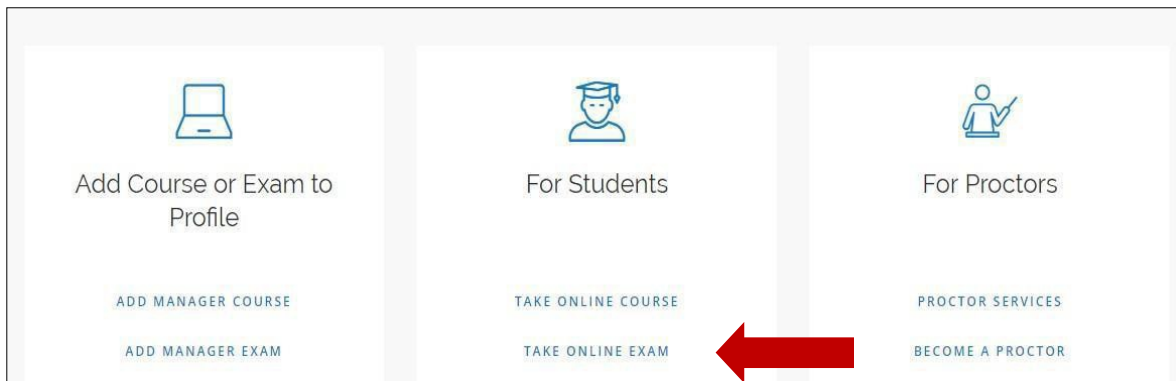 Add Course or Exam to
Profile
ADD MANAGER COURSE
ADD MANAGER EXAM
For Students
TAKE ONLINE COURSE
TAKE ONLINE EXAM
For Proctors
PROCTOR SERVICES
BECOME A PROCTOR